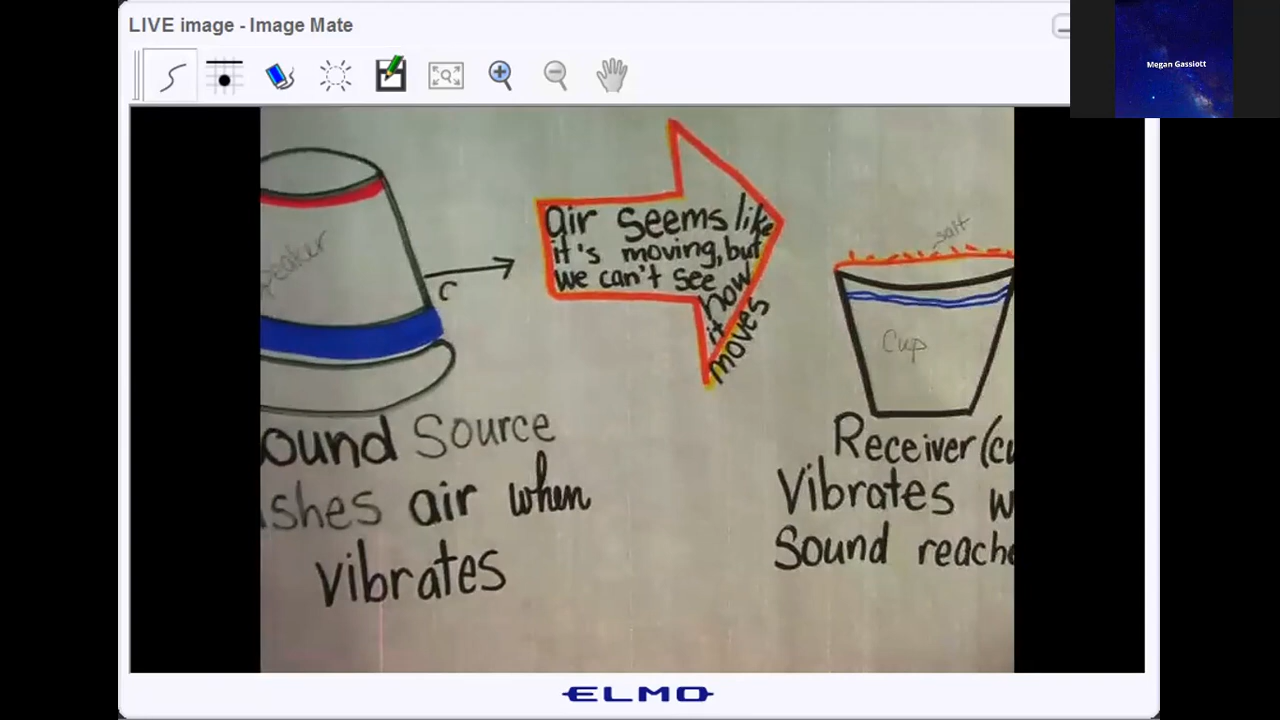 LIVE image - Image Mate
Megan Gassiott
peaker
air seems like
it's moving, but
we can't see
how
it
moves
salt
Cup
ound Source
shes air when
vibrates
Receiver (cu
Vibrates w
Sound reache
ELMO